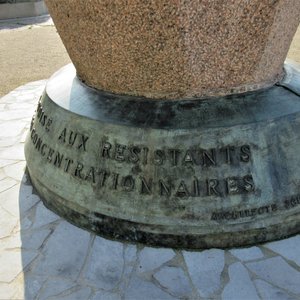 AUX RESISTANTS
CONCENTRATIONNAIRES
ARCHITECTE